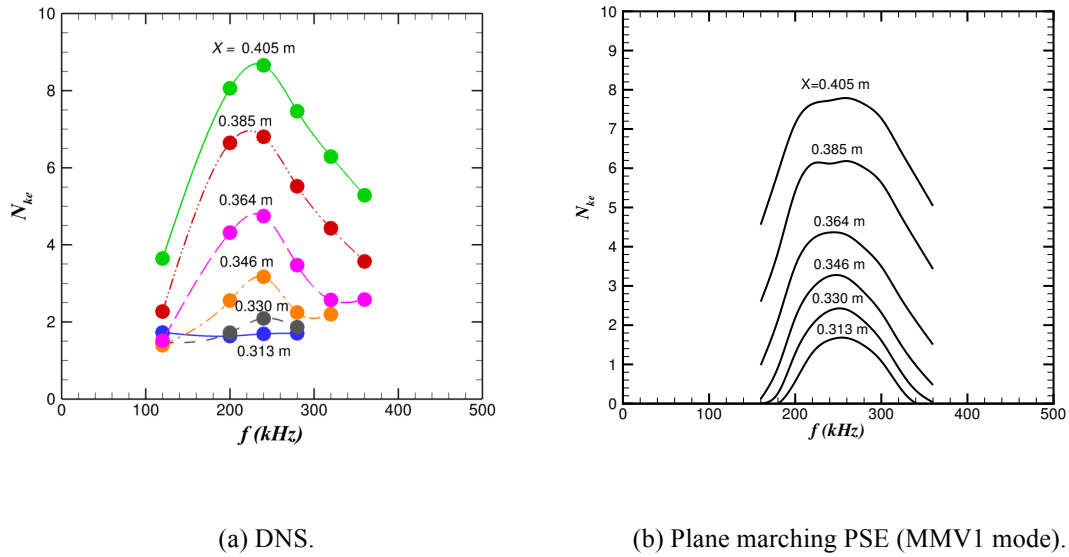 10
8
6
4
2
0
N_ke
X = 0.405 m
0.385 m
0.364 m
0.346 m
0.330 m
0.313 m
0 100 200 300 400 500
f (kHz)
(a) DNS.
10
9
8
7
6
5
4
3
2
1
0
N_ke
X=0.405 m
0.385 m
0.364 m
0.346 m
0.330 m
0.313 m
0 100 200 300 400 500
f (kHz)
(b) Plane marching PSE (MMV1 mode).